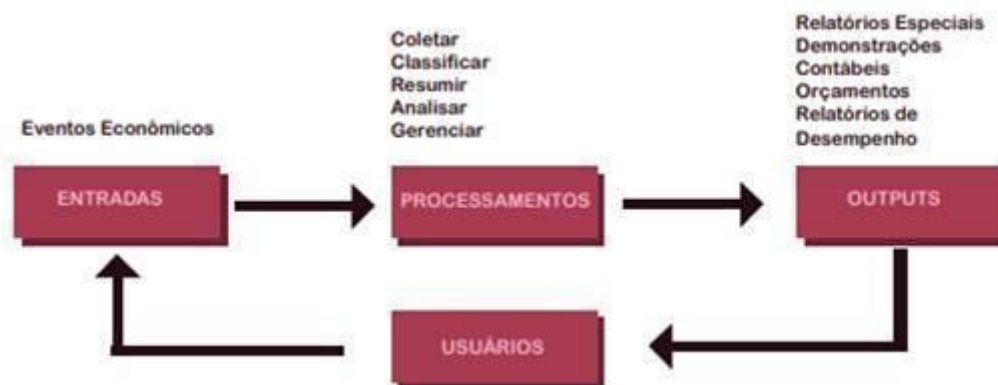 Eventos Econômicos
ENTRADAS
Coletar
Classificar
Resumir
Analisar
Gerenciar
PROCESSAMENTOS
Relatórios Especiais
Demonstrações
Contábeis
Orçamentos
Relatórios de
Desempenho
OUTPUTS
USUÁRIOS